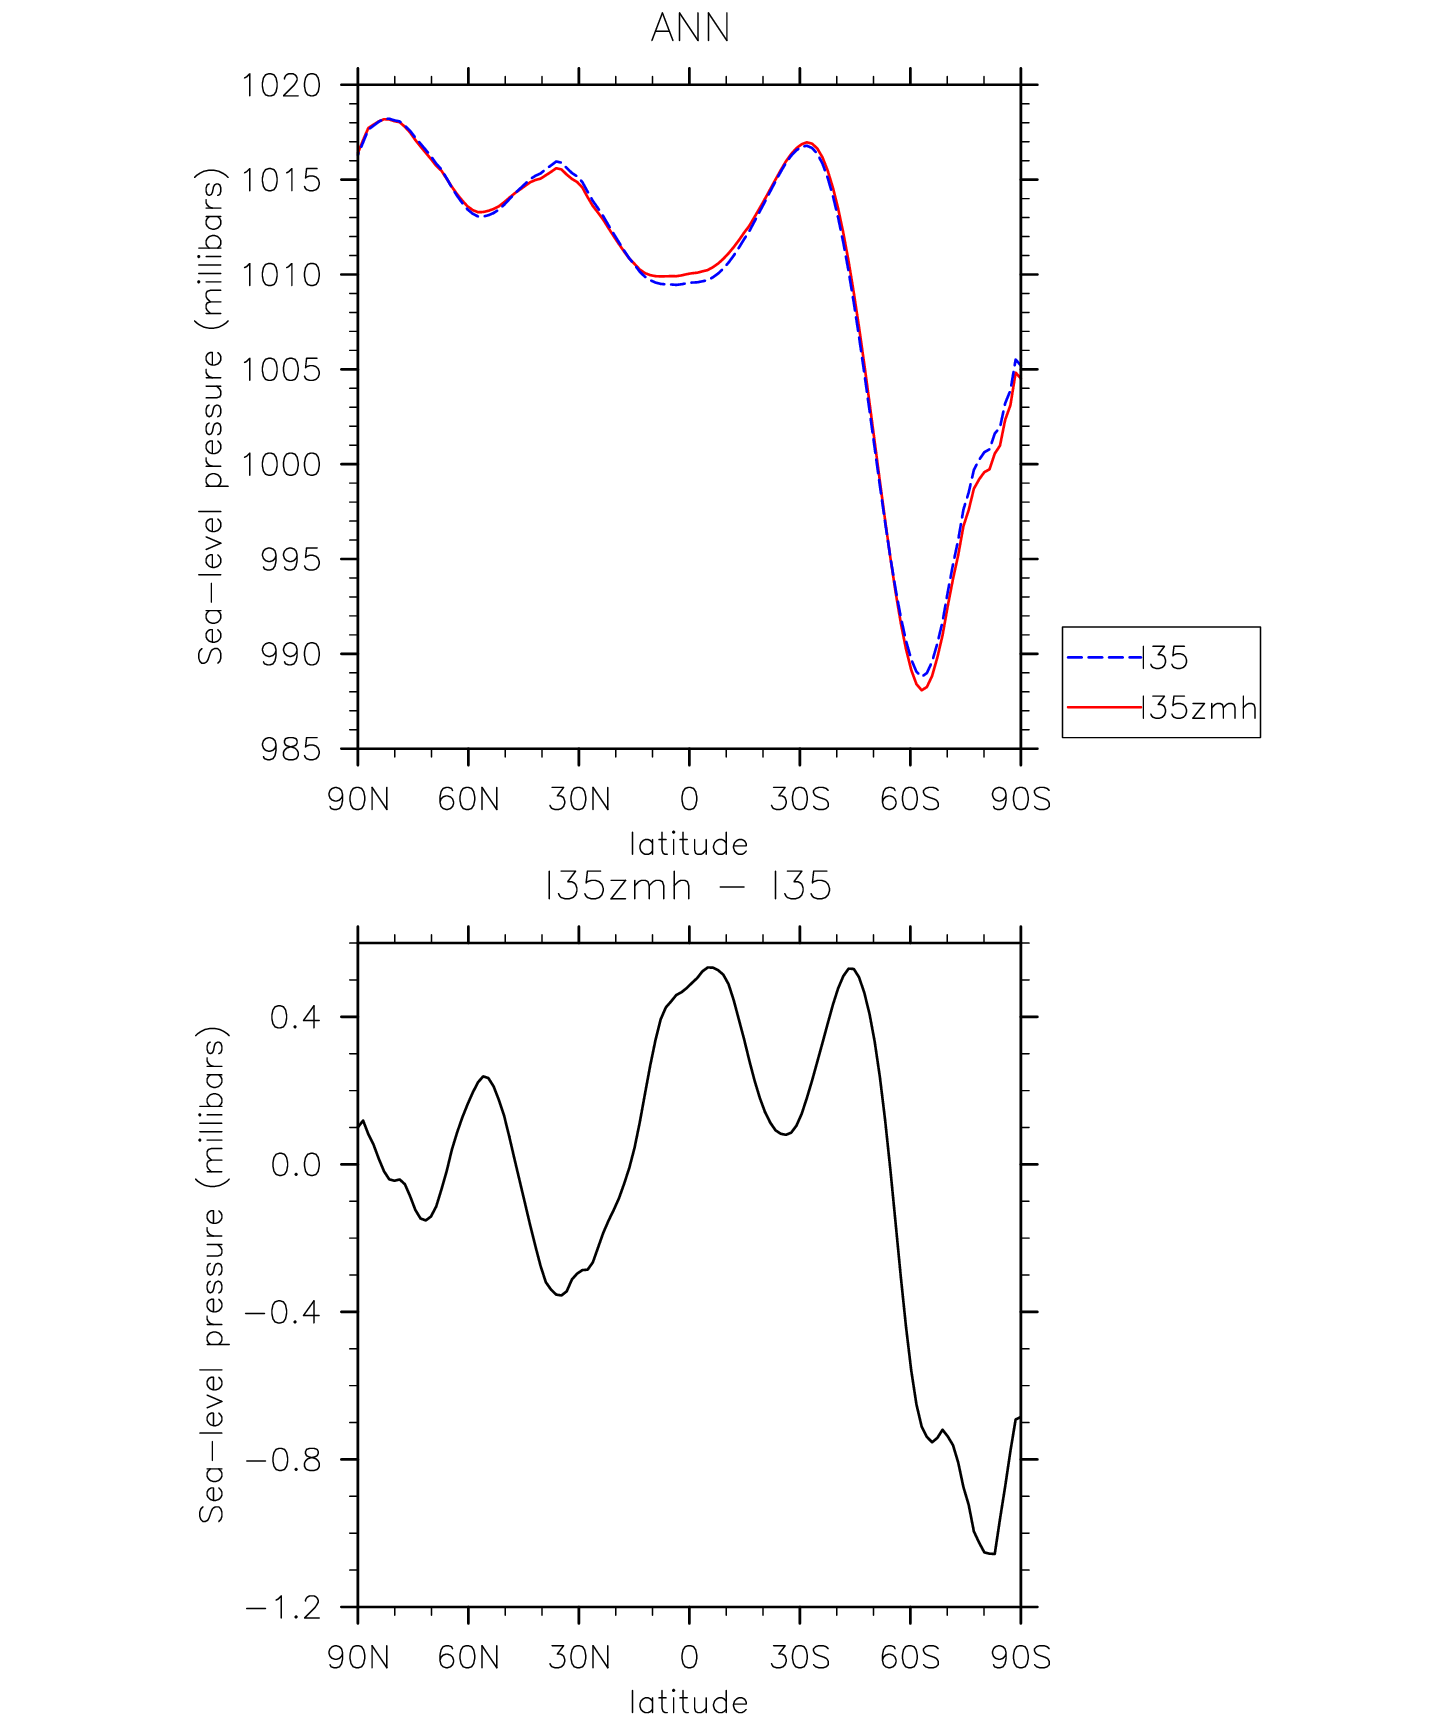 ANN
Sea-level pressure (millibars)
1020
1015
1010
1005
1000
995
990
985
90N 60N 30N 0 30S 60S 90S
latitude
I35
I35zmh
I35zmh - I35
Sea-level pressure (millibars)
0.4
0.0
-0.4
-0.8
-1.2
90N 60N 30N 0 30S 60S 90S
latitude